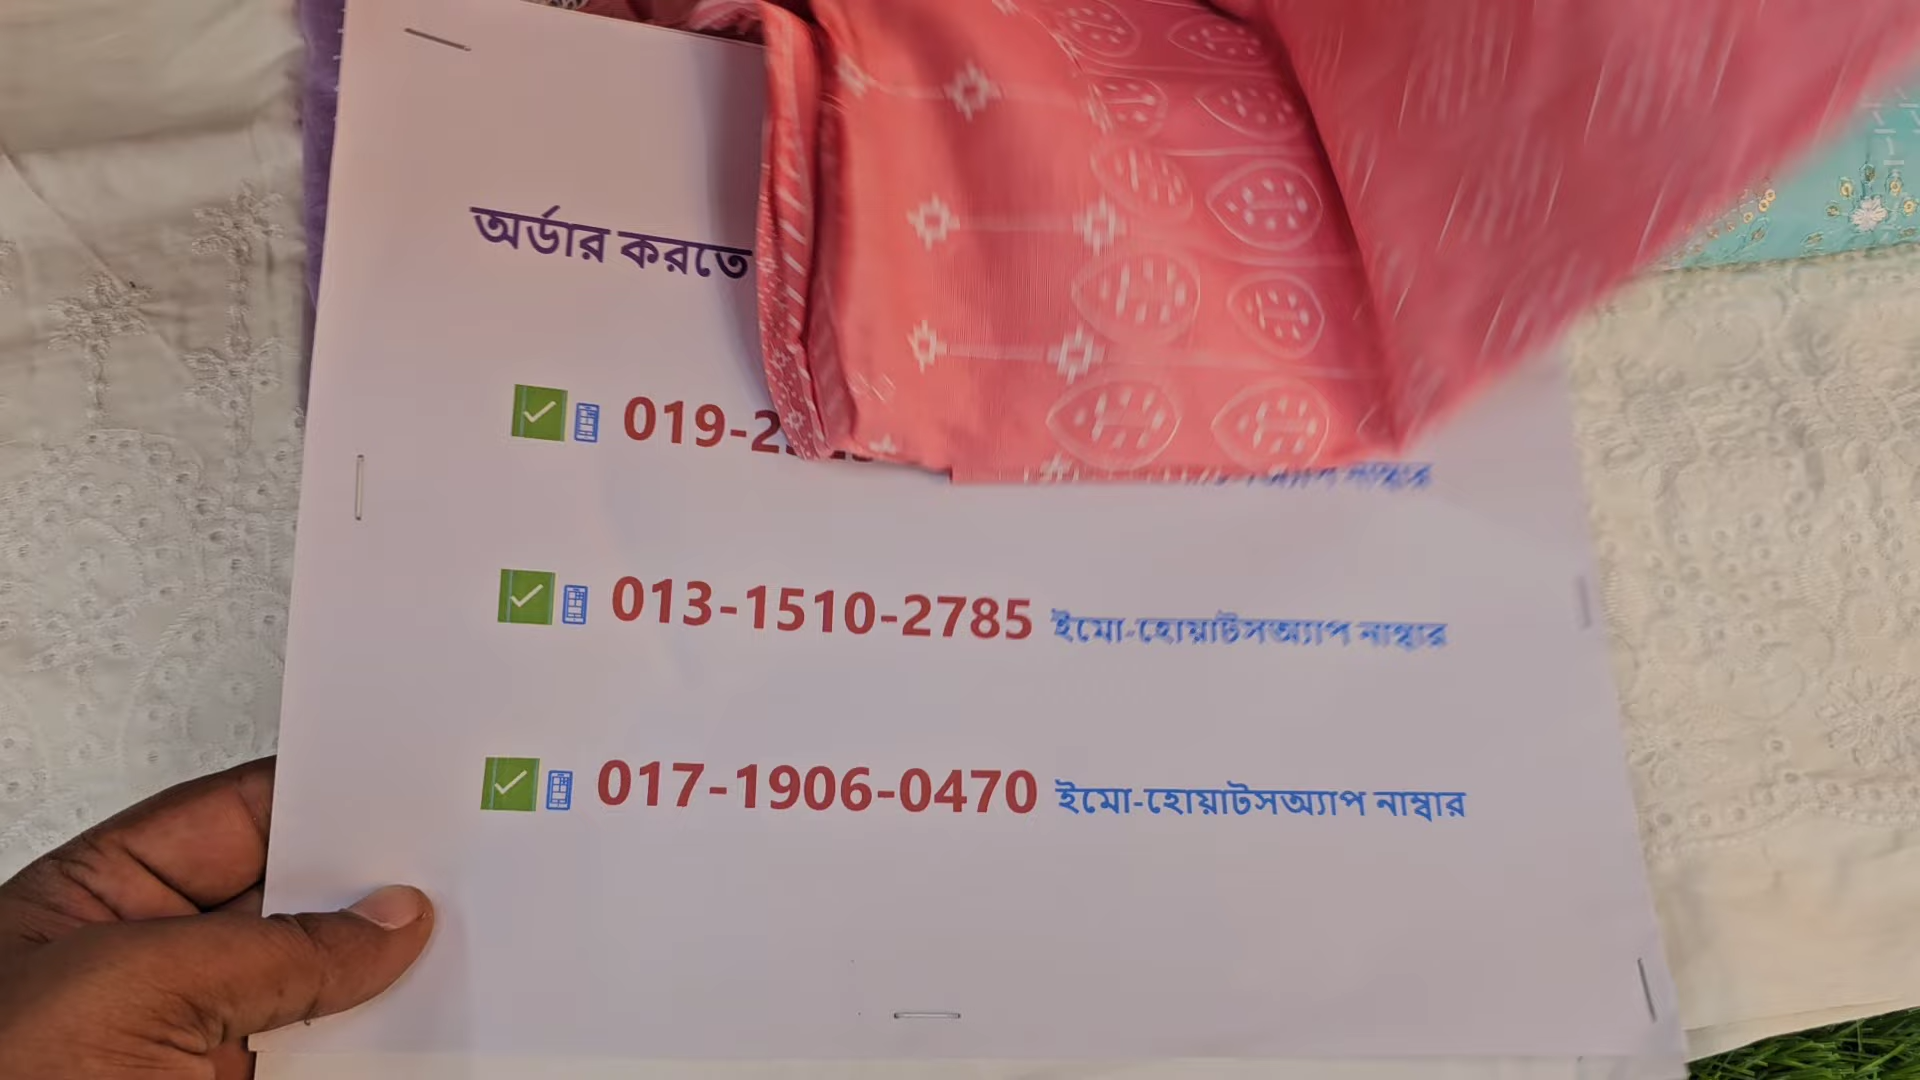 অর্ডার করতে
019-2
013-1510-2785 ইমো-হোয়াটসঅ্যাপ নাম্বার
017-1906-0470 ইমো-হোয়াটসঅ্যাপ নাম্বার